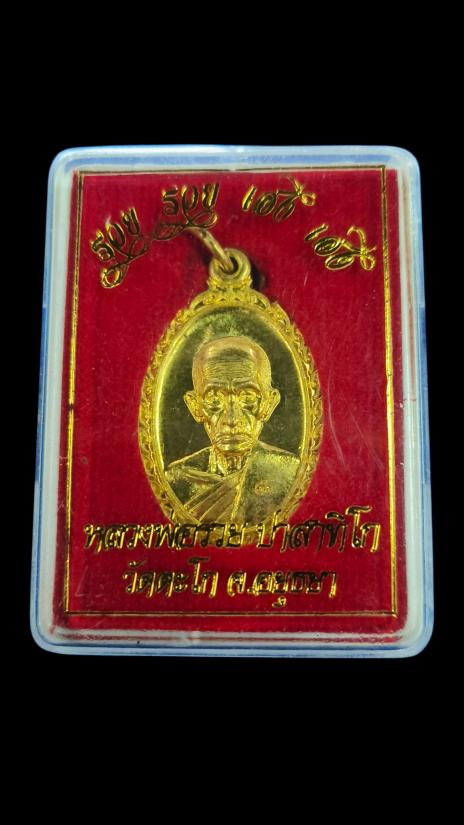 รวย รวย เฮง เฮง
หลวงพ่อรวย ปาสาทิโก
วัดตะโก จ.อยุธยา